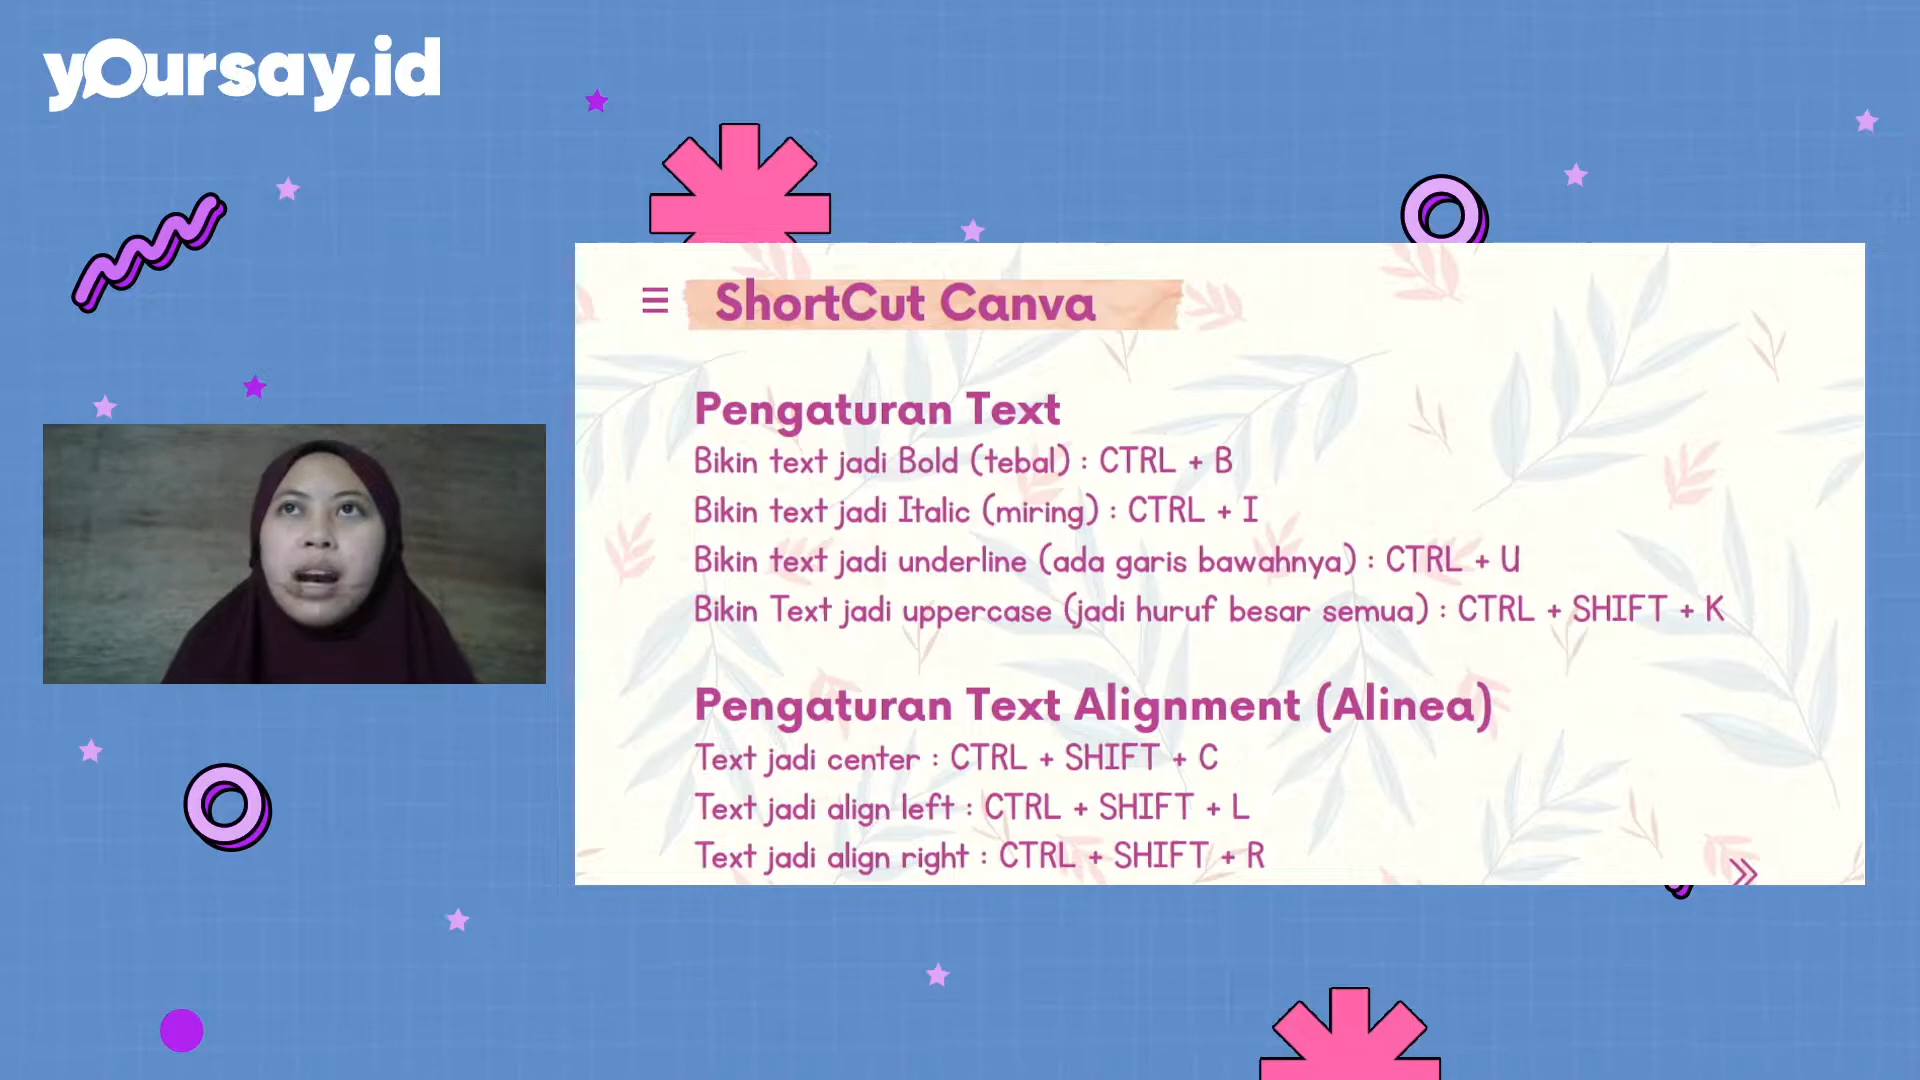 yoursay.id
ShortCut Canva
Pengaturan Text
Bikin text jadi Bold (tebal) : CTRL + B
Bikin text jadi Italic (miring) : CTRL + I
Bikin text jadi underline (ada garis bawahnya) : CTRL + U
Bikin Text jadi uppercase (jadi huruf besar semua) : CTRL + SHIFT + K
Pengaturan Text Alignment (Alinea)
Text jadi center : CTRL + SHIFT + C
Text jadi align left : CTRL + SHIFT + L
Text jadi align right : CTRL + SHIFT + R